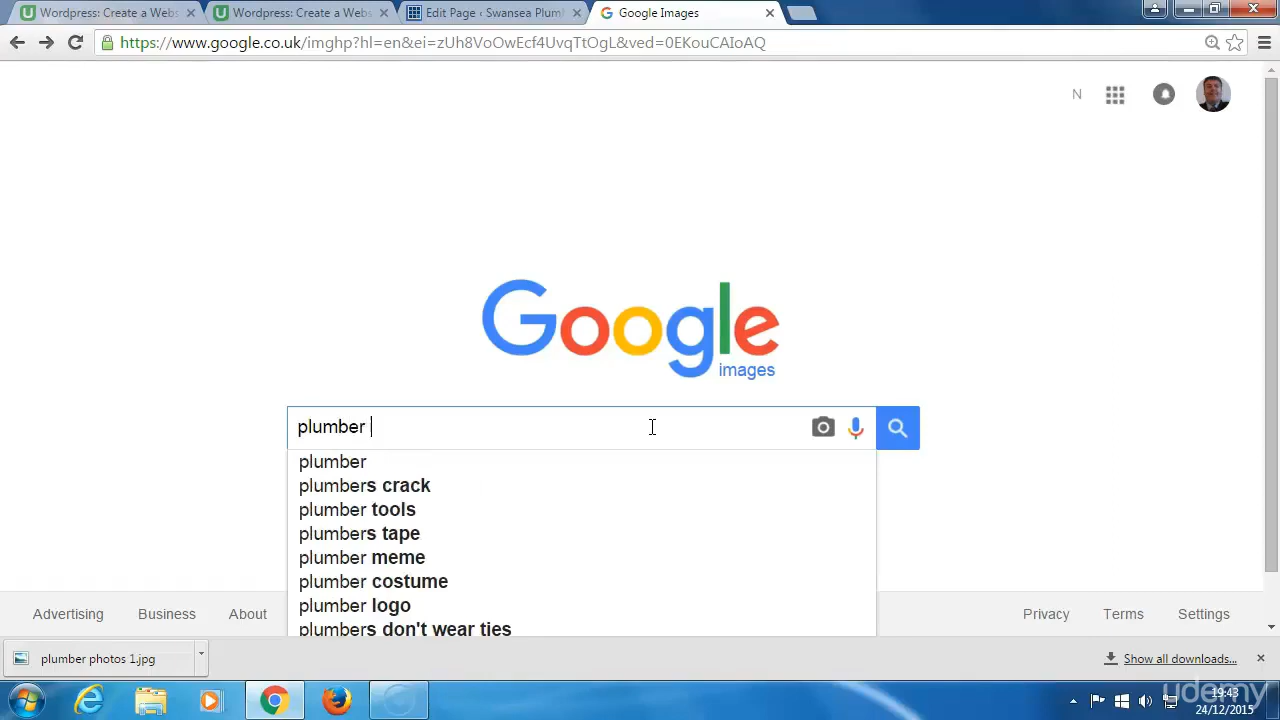 Wordpress: Create a Webs
Wordpress: Create a Webs
Edit Page ‹ Swansea Plum
Google Images
https://www.google.co.uk/imghp?hl=en&ei=zUh8VoOwEcf4UvqTtOgL&ved=0EKouCAIoAQ
N
Google
images
plumber
plumber
plumbers crack
plumber tools
plumbers tape
plumber meme
plumber costume
plumber logo
plumbers don't wear ties
Advertising Business About Privacy Terms Settings
plumber photos 1.jpg
Show all downloads...
udemy
19:43
24/12/2015